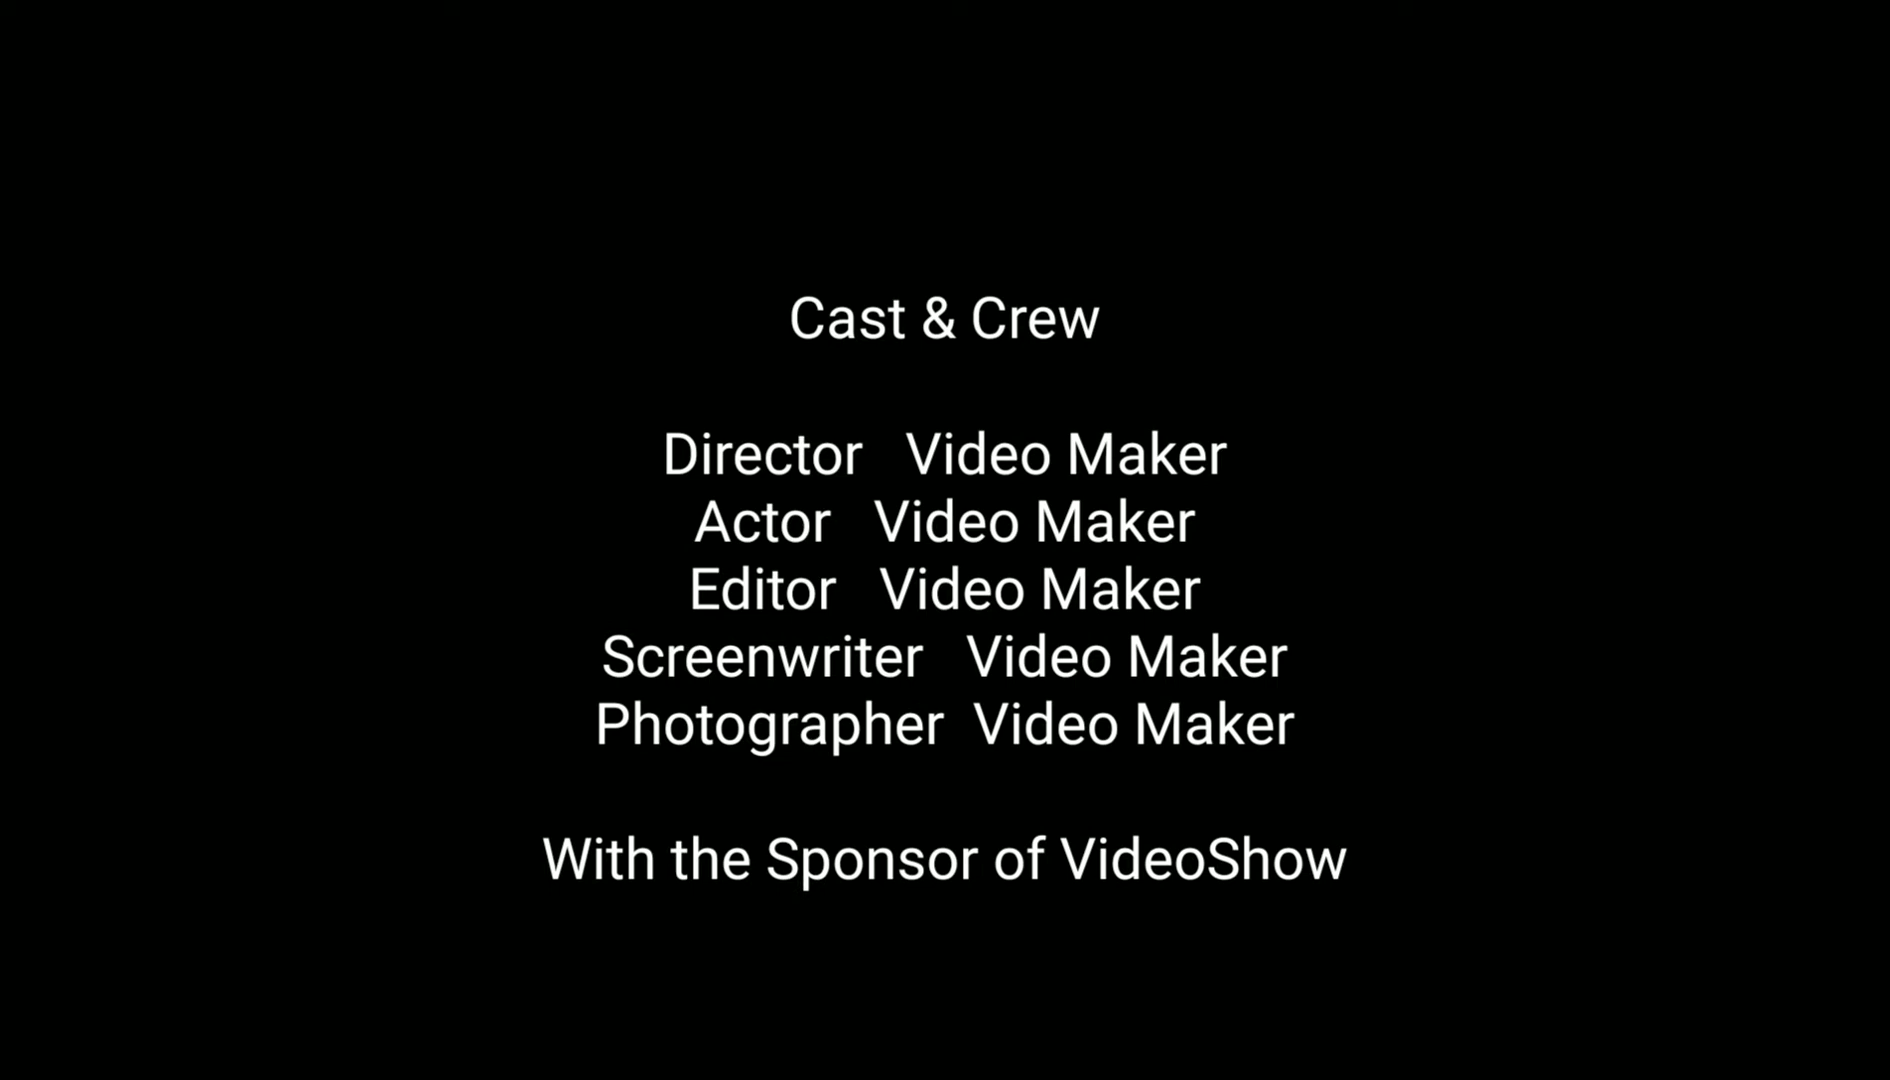 Cast & Crew
Director Video Maker
Actor Video Maker
Editor Video Maker
Screenwriter Video Maker
Photographer Video Maker
With the Sponsor of VideoShow